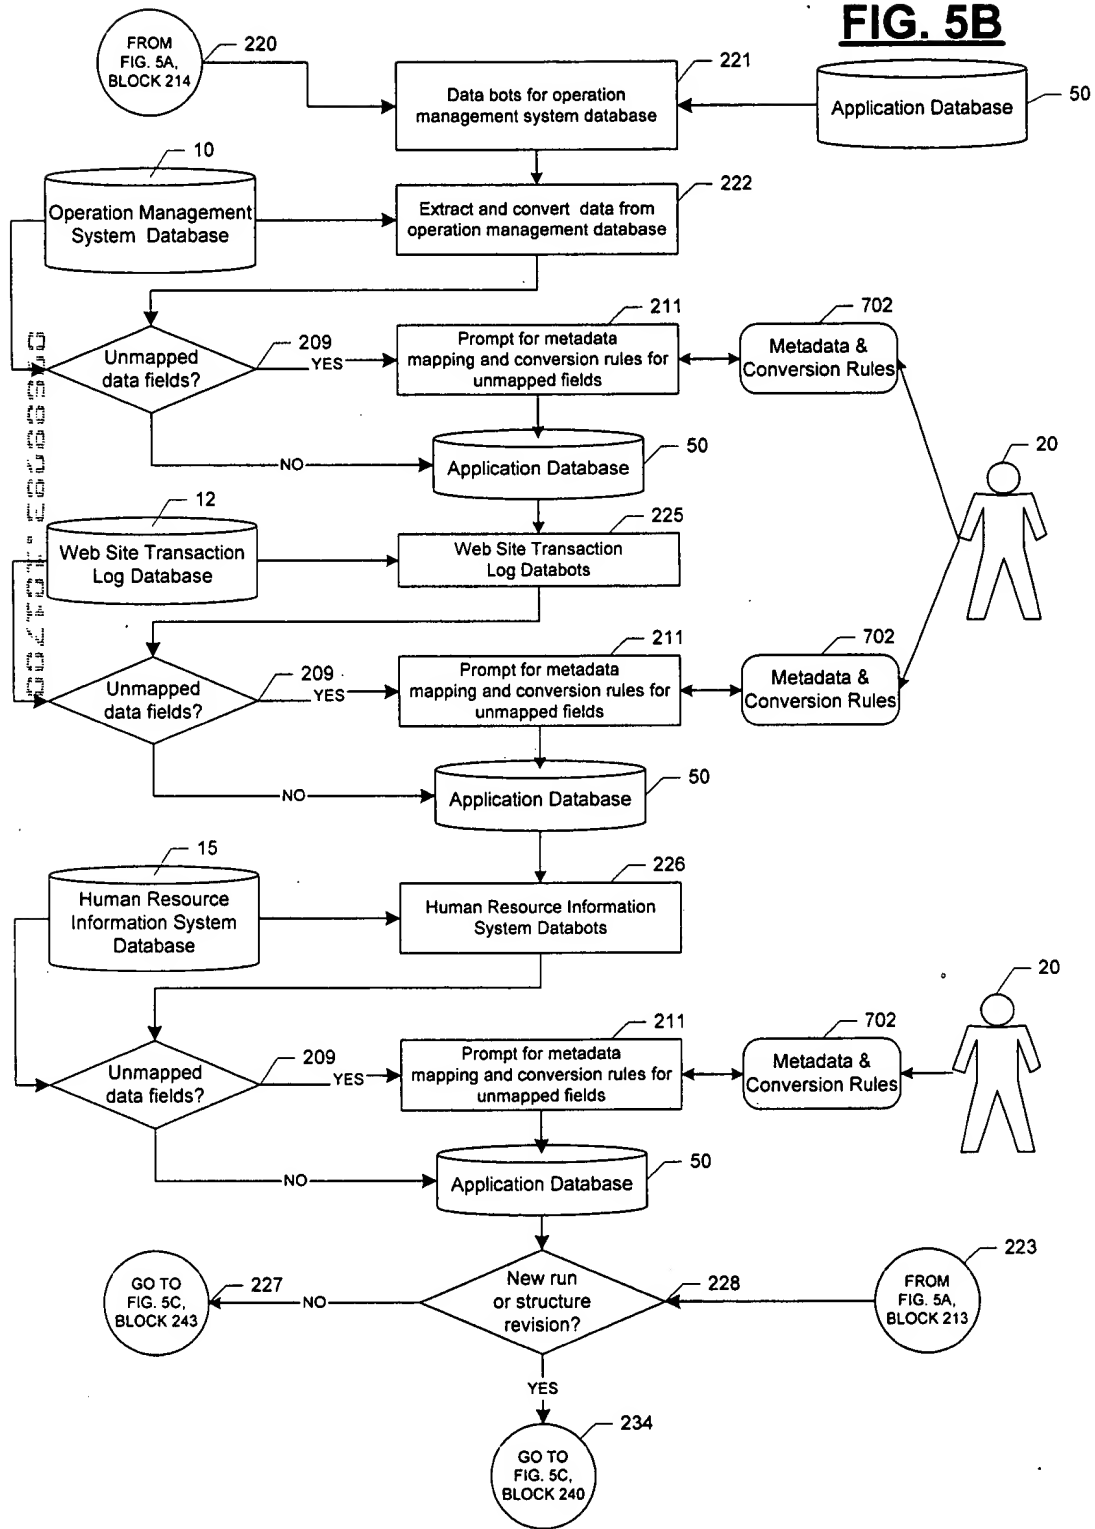 FIG. 5B
FROM
FIG. 5A,
BLOCK 214
220
221
Data bots for operation
management system database
Application Database
50
10
Operation Management
System Database
222
Extract and convert data from
operation management database
Unmapped
data fields?
209
YES
211
Prompt for metadata
mapping and conversion rules for
unmapped fields
702
Metadata &
Conversion Rules
NO
50
Application Database
20
12
Web Site Transaction
Log Database
225
Web Site Transaction
Log Databots
Unmapped
data fields?
209
YES
211
Prompt for metadata
mapping and conversion rules for
unmapped fields
702
Metadata &
Conversion Rules
NO
50
Application Database
15
Human Resource
Information System
Database
226
Human Resource Information
System Databots
20
Unmapped
data fields?
209
YES
211
Prompt for metadata
mapping and conversion rules for
unmapped fields
702
Metadata &
Conversion Rules
NO
50
Application Database
GO TO
FIG. 5C,
BLOCK 243
227
NO
New run
or structure
revision?
228
223
FROM
FIG. 5A,
BLOCK 213
YES
234
GO TO
FIG. 5C,
BLOCK 240